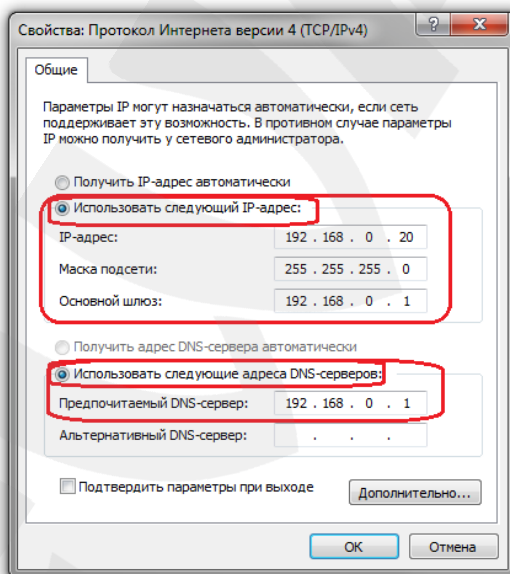 Свойства: Протокол Интернета версии 4 (TCP/IPv4)
Общие
Параметры IP могут назначаться автоматически, если сеть
поддерживает эту возможность. В противном случае параметры
IP можно получить у сетевого администратора.
Получить IP-адрес автоматически
Использовать следующий IP-адрес:
IP-адрес: 192 . 168 . 0 . 20
Маска подсети: 255 . 255 . 255 . 0
Основной шлюз: 192 . 168 . 0 . 1
Получить адрес DNS-сервера автоматически
Использовать следующие адреса DNS-серверов:
Предпочитаемый DNS-сервер: 192 . 168 . 0 . 1
Альтернативный DNS-сервер: . . .
Подтвердить параметры при выходе
Дополнительно...
ОК Отмена